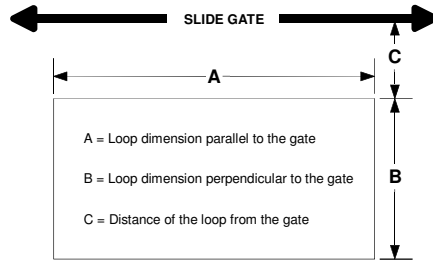 SLIDE GATE
C
A
A = Loop dimension parallel to the gate
B = Loop dimension perpendicular to the gate
B
C = Distance of the loop from the gate